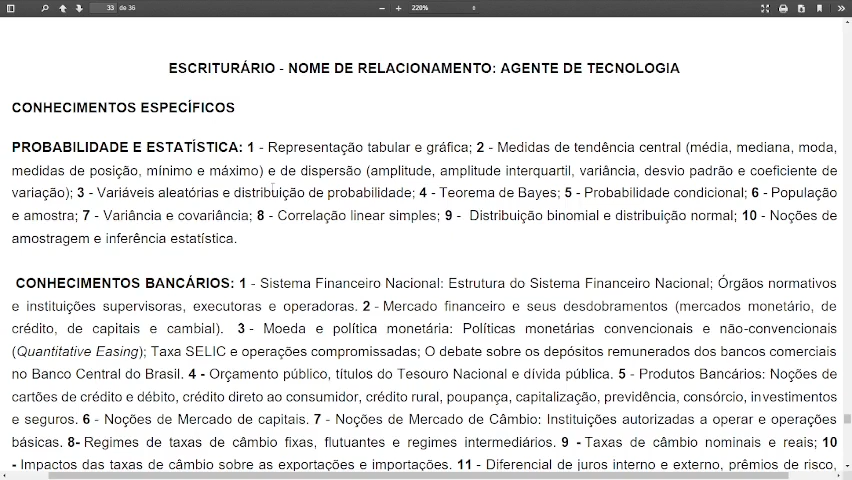 33 de 36 220%
ESCRITURÁRIO - NOME DE RELACIONAMENTO: AGENTE DE TECNOLOGIA
CONHECIMENTOS ESPECÍFICOS
PROBABILIDADE E ESTATÍSTICA: 1 - Representação tabular e gráfica; 2 - Medidas de tendência central (média, mediana, moda,
medidas de posição, mínimo e máximo) e de dispersão (amplitude, amplitude interquartil, variância, desvio padrão e coeficiente de
variação); 3 - Variáveis aleatórias e distribuição de probabilidade; 4 - Teorema de Bayes; 5 - Probabilidade condicional; 6 - População
e amostra; 7 - Variância e covariância; 8 - Correlação linear simples; 9 - Distribuição binomial e distribuição normal; 10 - Noções de
amostragem e inferência estatística.
CONHECIMENTOS BANCÁRIOS: 1 - Sistema Financeiro Nacional: Estrutura do Sistema Financeiro Nacional; Órgãos normativos
e instituições supervisoras, executoras e operadoras. 2 - Mercado financeiro e seus desdobramentos (mercados monetário, de
crédito, de capitais e cambial). 3 - Moeda e política monetária: Políticas monetárias convencionais e não-convencionais
(Quantitative Easing); Taxa SELIC e operações compromissadas; O debate sobre os depósitos remunerados dos bancos comerciais
no Banco Central do Brasil. 4 - Orçamento público, títulos do Tesouro Nacional e dívida pública. 5 - Produtos Bancários: Noções de
cartões de crédito e débito, crédito direto ao consumidor, crédito rural, poupança, capitalização, previdência, consórcio, investimentos
e seguros. 6 - Noções de Mercado de capitais. 7 - Noções de Mercado de Câmbio: Instituições autorizadas a operar e operações
básicas. 8- Regimes de taxas de câmbio fixas, flutuantes e regimes intermediários. 9 - Taxas de câmbio nominais e reais; 10
- Impactos das taxas de câmbio sobre as exportações e importações. 11 - Diferencial de juros interno e externo, prêmios de risco,